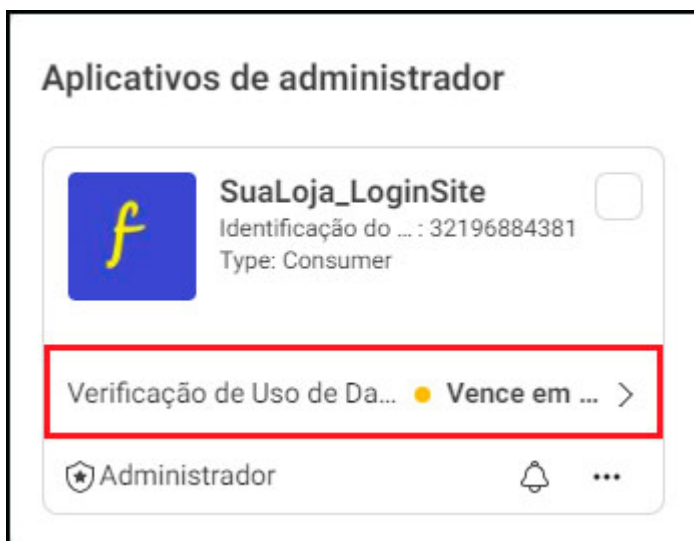 Aplicativos de administrador
f
SuaLoja_LoginSite
Identificação do ... : 32196884381
Type: Consumer
Verificação de Uso de Da... Vence em ...
Administrador